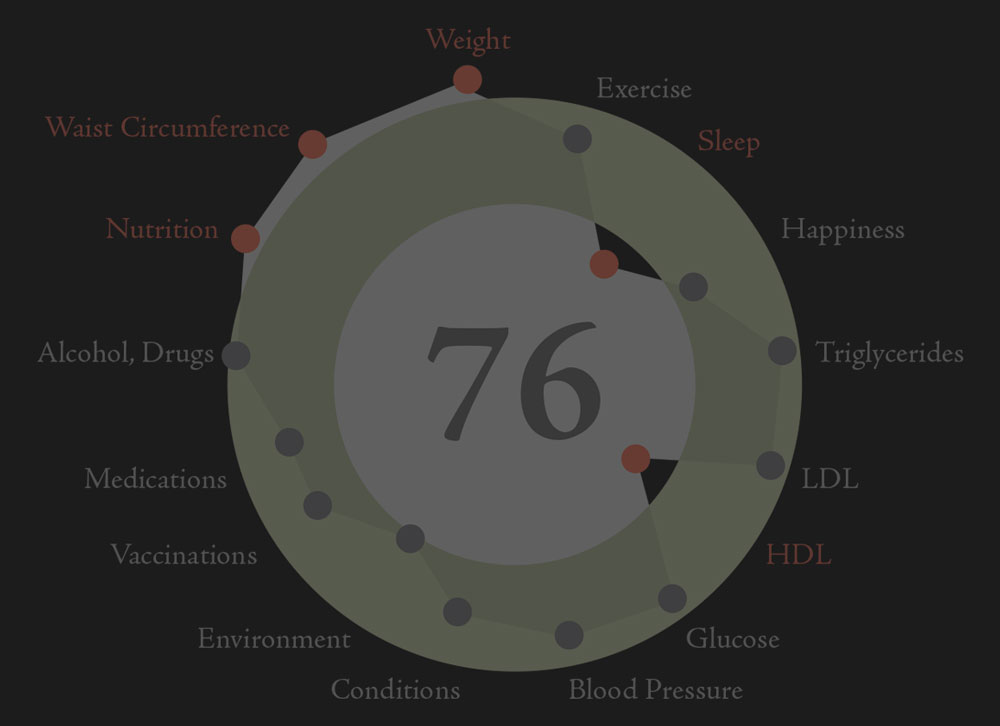 Weight
Exercise
Waist Circumference
Sleep
Nutrition
Happiness
76
Alcohol, Drugs
Triglycerides
Medications
LDL
Vaccinations
HDL
Environment
Glucose
Conditions
Blood Pressure